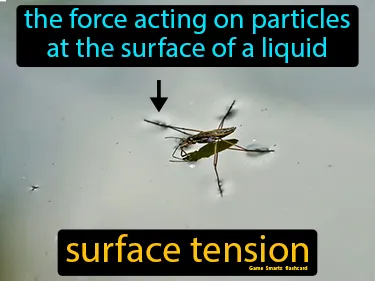 the force acting on particles
at the surface of a liquid
surface tension
Game Smartz flashcard